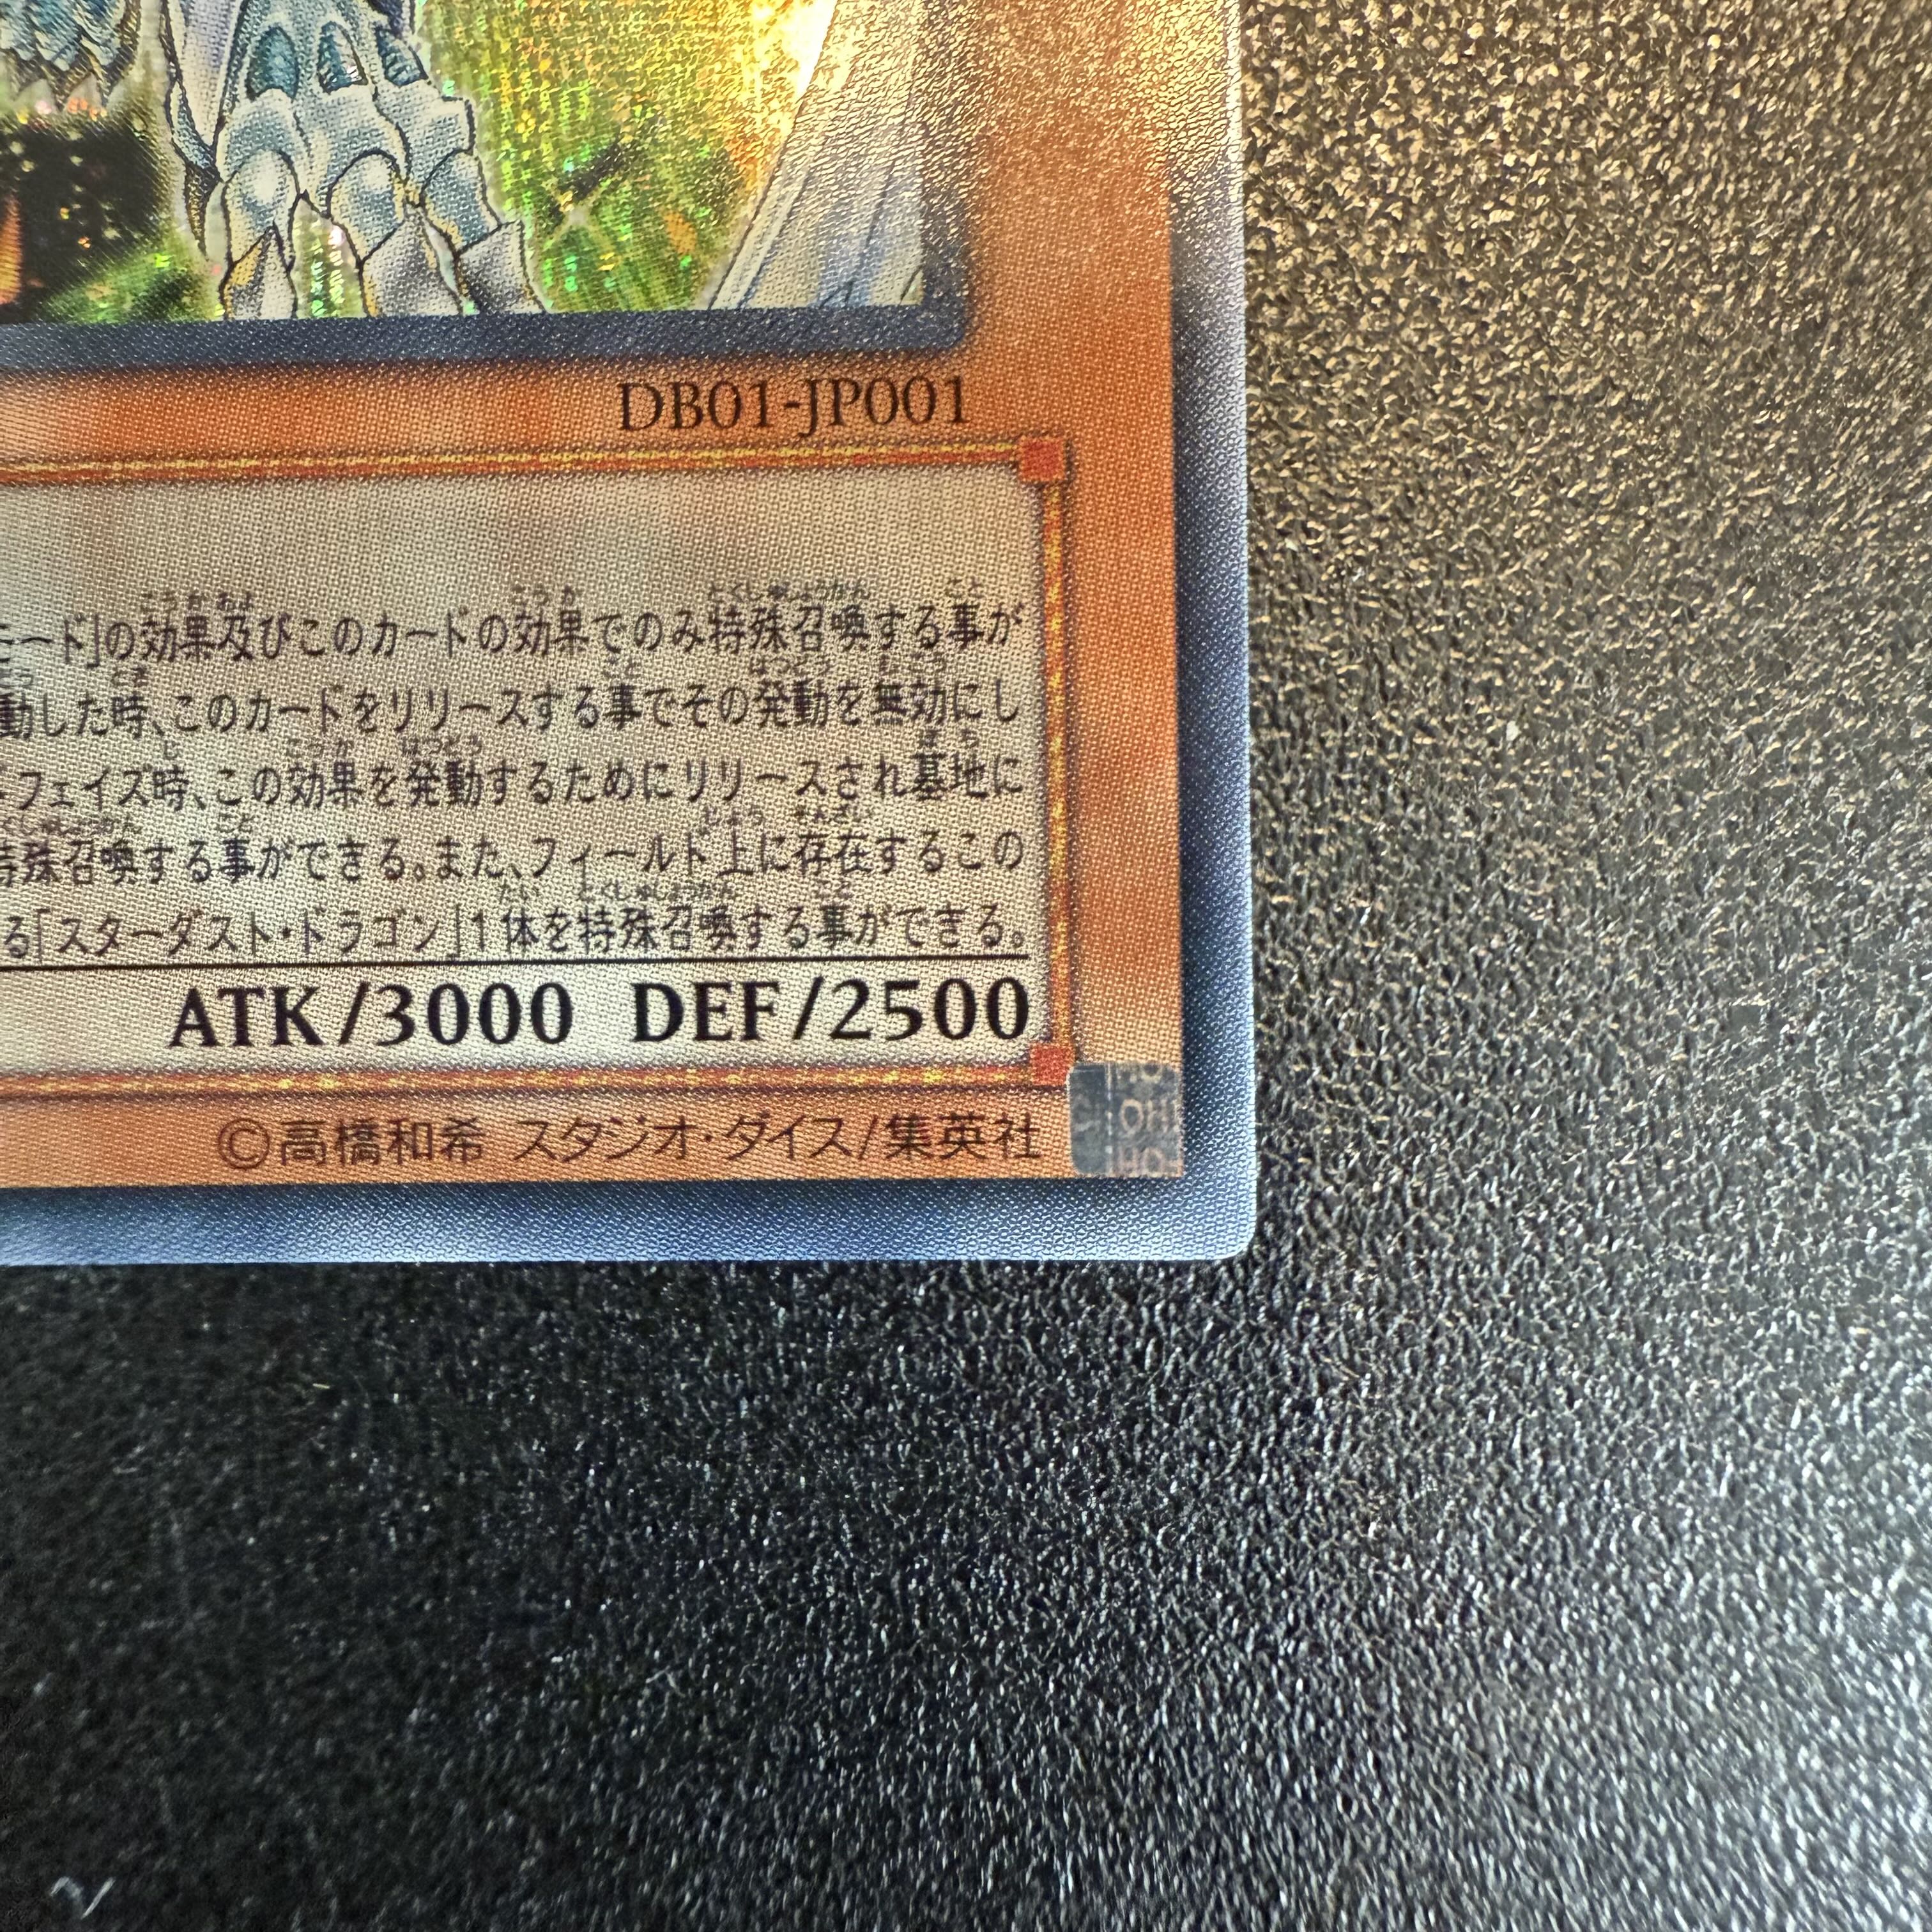 DB01-JP001
ード」の効果及びこのカードの効果でのみ特殊召喚する事が
動した時、このカードをリリースする事でその発動を無効にし
フェイズ時、この効果を発動するためにリリースされ墓地に
特殊召喚する事ができる。また、フィールド上に存在するこの
る「スターダスト・ドラゴン」1体を特殊召喚する事ができる。
ATK/3000 DEF/2500
©高橋和希 スタジオ・ダイス/集英社